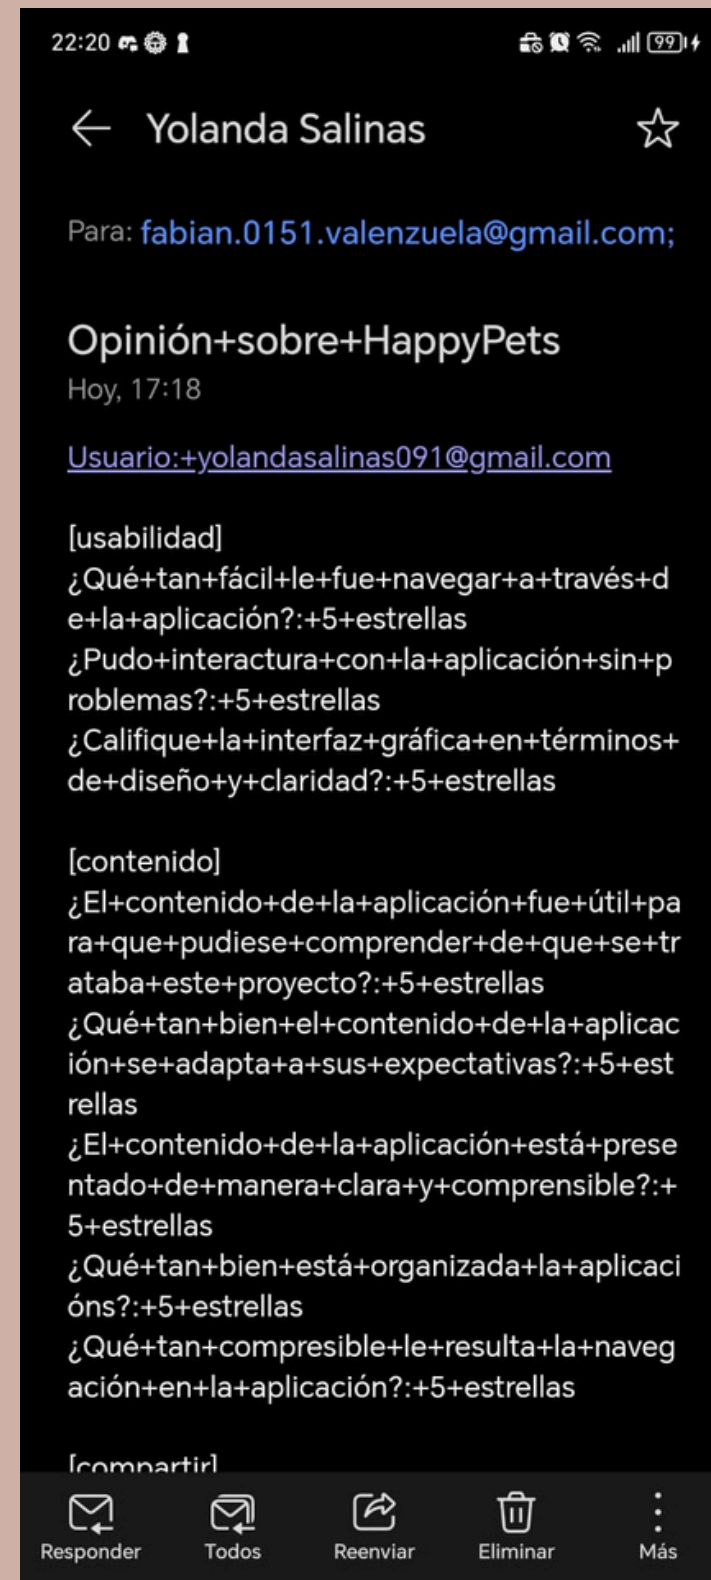 22:20
99
Yolanda Salinas
Para: fabian.0151.valenzuela@gmail.com;
Opinión+sobre+HappyPets
Hoy, 17:18
Usuario:+yolandasalinas091@gmail.com
[usabilidad]
¿Qué+tan+fácil+le+fue+navegar+a+través+d
e+la+aplicación?:+5+estrellas
¿Pudo+interactura+con+la+aplicación+sin+p
roblemas?:+5+estrellas
¿Califique+la+interfaz+gráfica+en+términos+
de+diseño+y+claridad?:+5+estrellas
[contenido]
¿El+contenido+de+la+aplicación+fue+útil+pa
ra+que+pudiese+comprender+de+que+se+tr
ataba+este+proyecto?:+5+estrellas
¿Qué+tan+bien+el+contenido+de+la+aplicac
ión+se+adapta+a+sus+expectativas?:+5+est
rellas
¿El+contenido+de+la+aplicación+está+prese
ntado+de+manera+clara+y+comprensible?:+
5+estrellas
¿Qué+tan+bien+está+organizada+la+aplicaci
óns?:+5+estrellas
¿Qué+tan+compresible+le+resulta+la+naveg
ación+en+la+aplicación?:+5+estrellas
[compartir]
Responder Todos Reenviar Eliminar Más